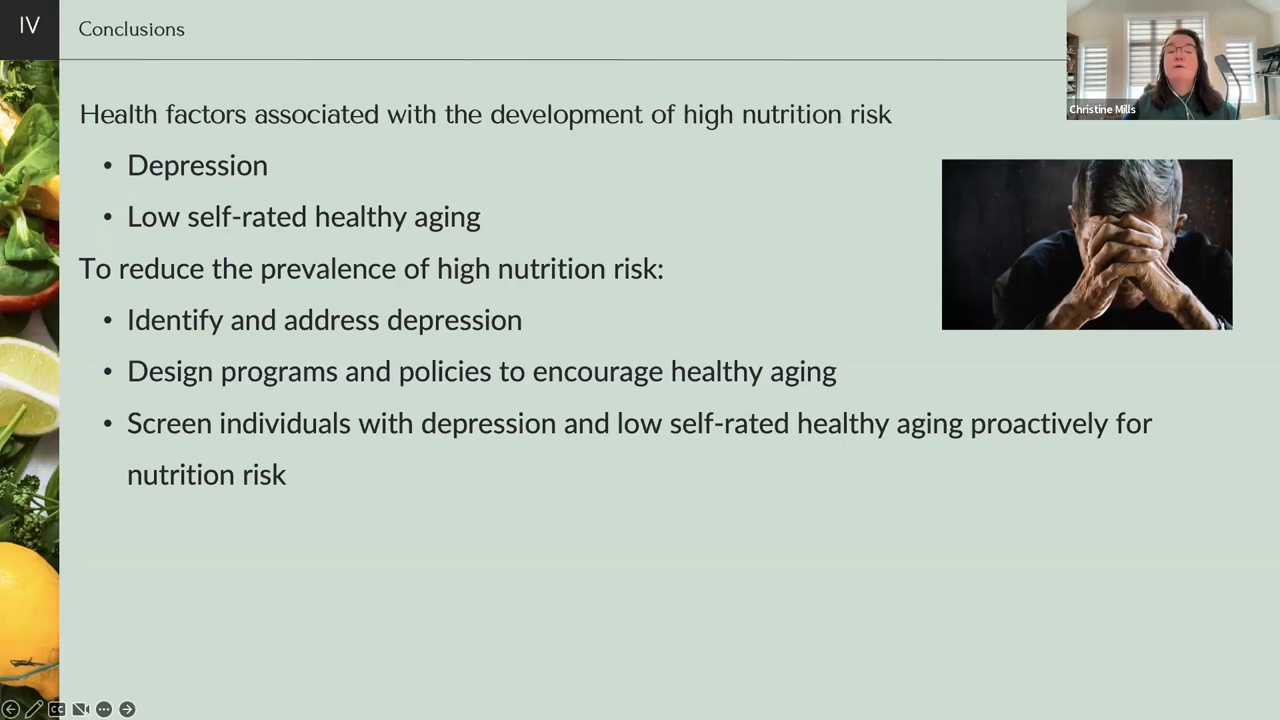 IV
Conclusions
Christine Mills
Health factors associated with the development of high nutrition risk
• Depression
• Low self-rated healthy aging
To reduce the prevalence of high nutrition risk:
• Identify and address depression
• Design programs and policies to encourage healthy aging
• Screen individuals with depression and low self-rated healthy aging proactively for
nutrition risk
CC